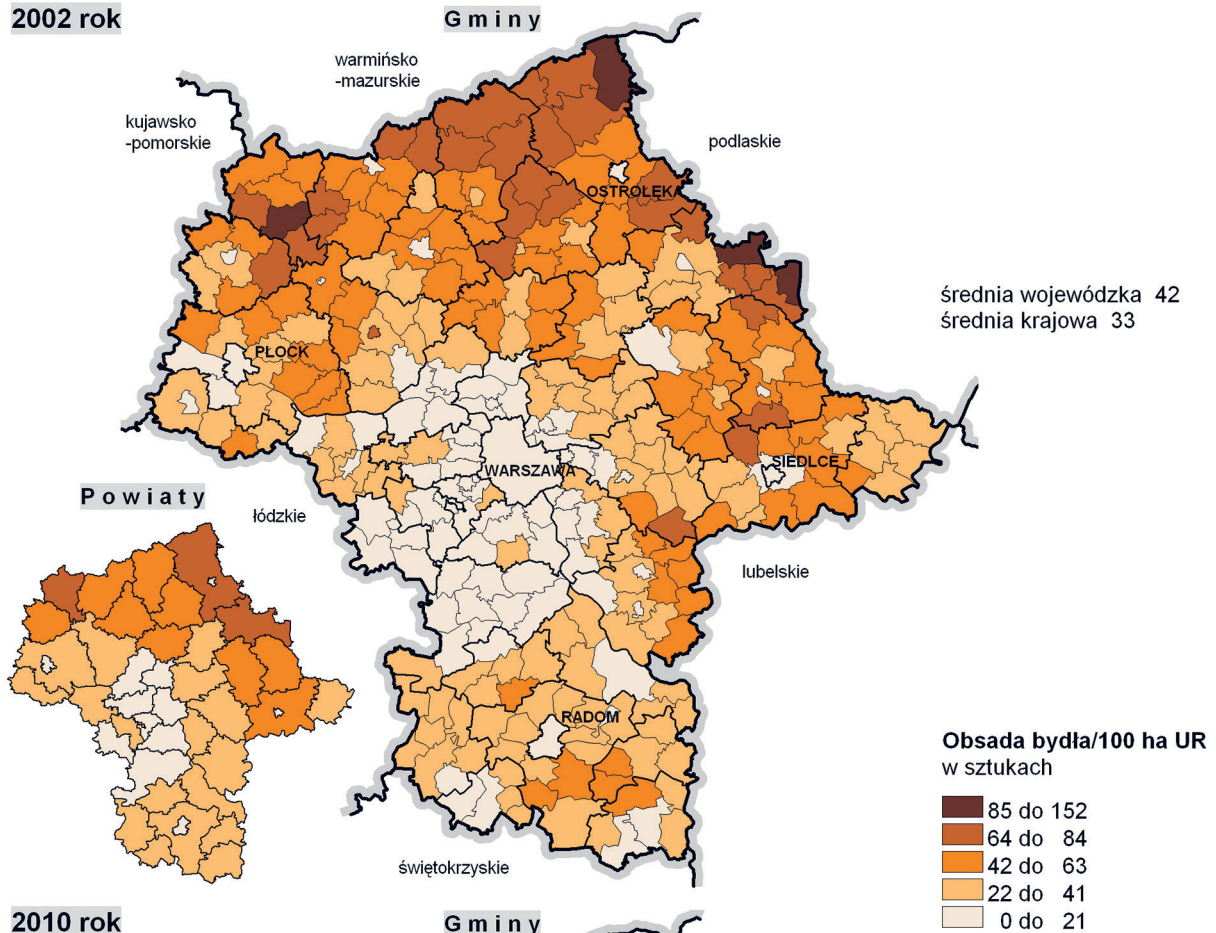 2002 rok
Gminy
warmińsko
-mazurskie
kujawsko
-pomorskie
podlaskie
OSTROŁĘKA
średnia wojewódzka 42
średnia krajowa 33
PŁOCK
WARSZAWA
SIEDLCE
Powiaty
łódzkie
lubelskie
RADOM
świętokrzyskie
Obsada bydła/100 ha UR
w sztukach
85 do 152
64 do 84
42 do 63
22 do 41
0 do 21
2010 rok
Gminy